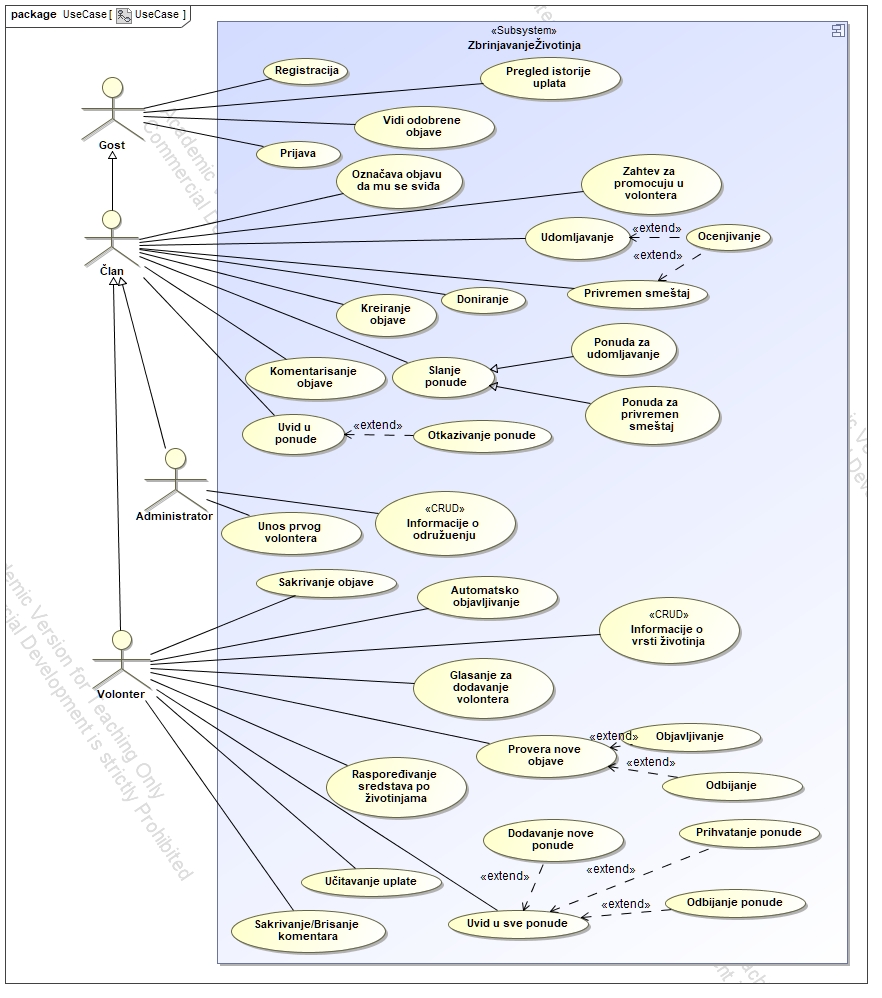 package UseCase [ UseCase ]
«Subsystem»
ZbrinjavanjeŽivotinja
Registracija
Pregled istorije
uplata
Vidi odobrene
objave
Prijava
Gost
Označava objavu
da mu se sviđa
Zahtev za
promocuju u
volontera
Udomljavanje
«extend»
Ocenjivanje
«extend»
Član
Privremen smeštaj
Kreiranje
objave
Doniranje
Ponuda za
udomljavanje
Komentarisanje
objave
Slanje
ponude
Ponuda za
privremen
smeštaj
Uvid u
ponude
«extend»
Otkazivanje ponude
Administrator
Unos prvog
volontera
«CRUD»
Informacije o
odružuenju
Sakrivanje objave
Automatsko
objavljivanje
«CRUD»
Informacije o
vrsti životinja
Volonter
Glasanje za
dodavanje
volontera
Provera nove
objave
«extend»
Objavljivanje
«extend»
Odbijanje
Raspoređivanje
sredstava po
životinjama
Dodavanje nove
ponude
Prihvatanje ponude
«extend»
«extend»
Učitavanje uplate
«extend»
Odbijanje ponude
Sakrivanje/Brisanje
komentara
Uvid u sve ponude
Academic Version for Teaching Only
Commercial Development is strictly Prohibited